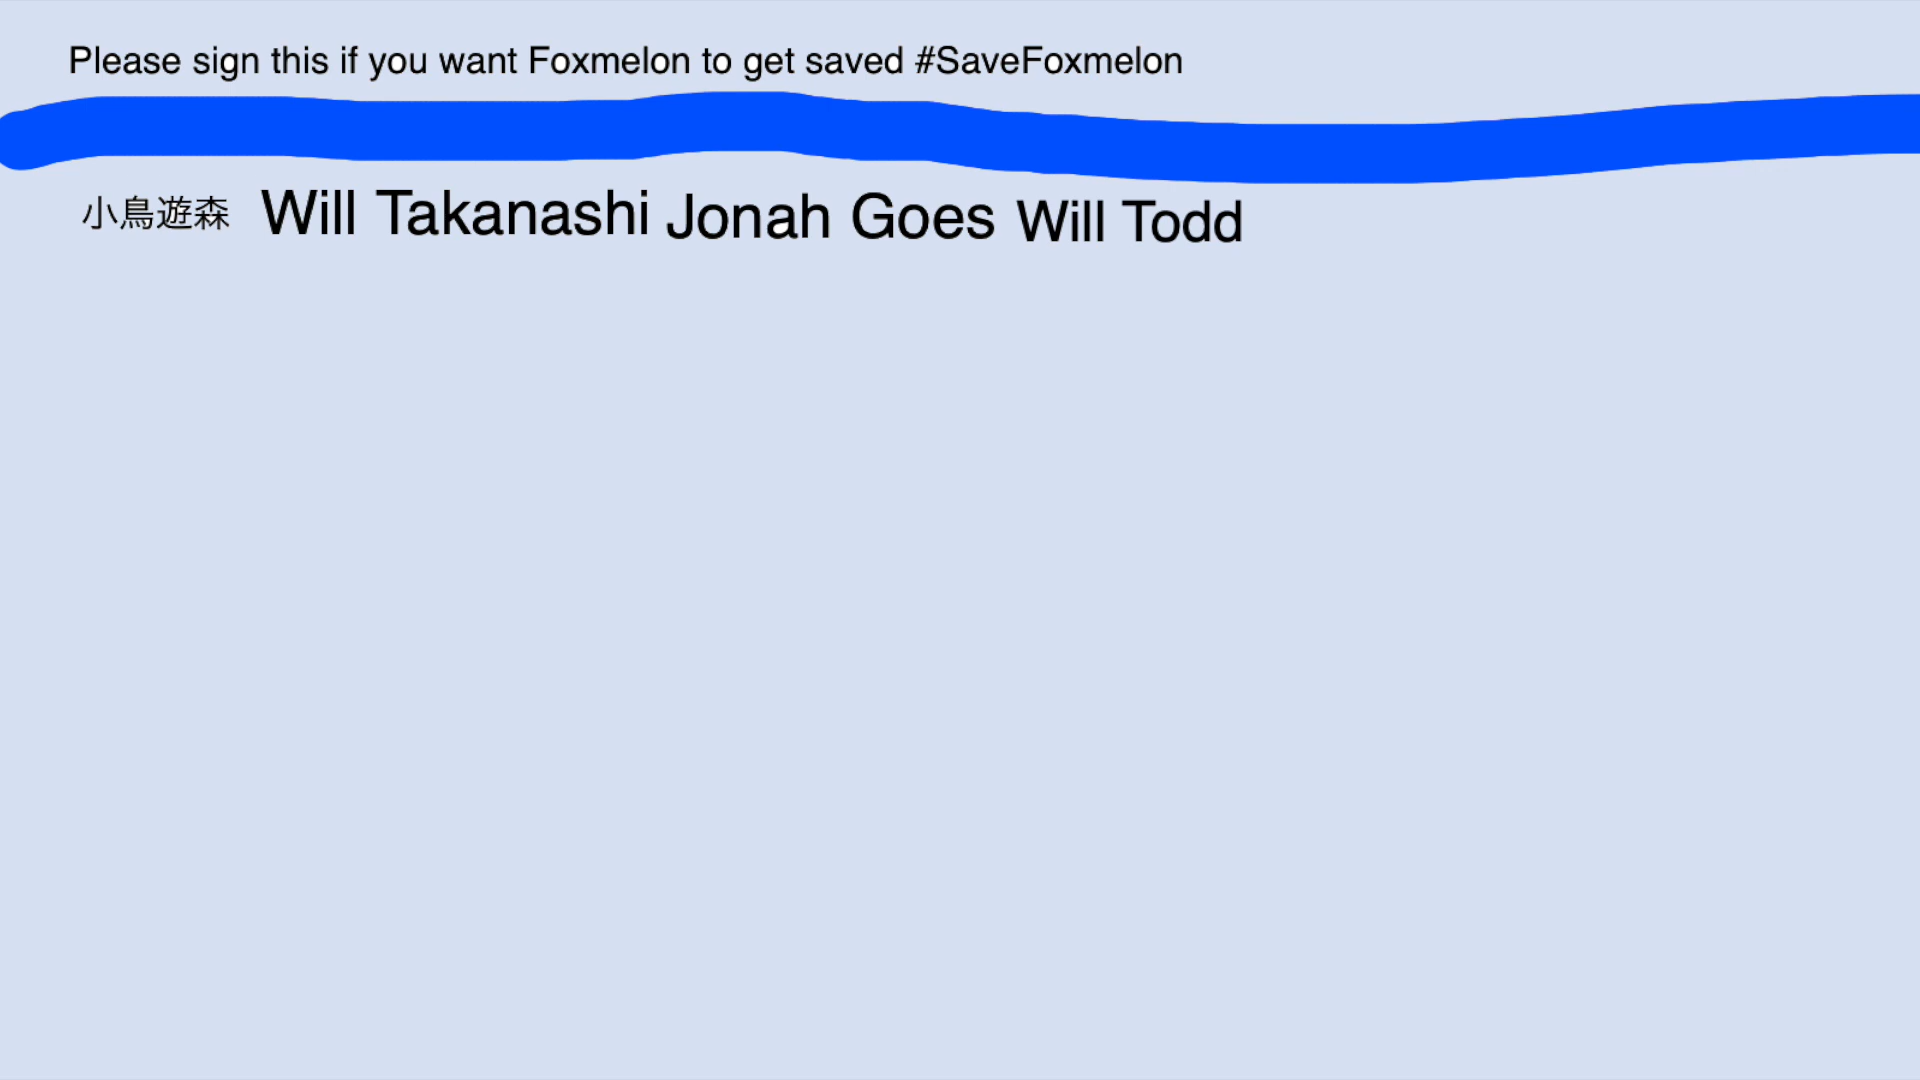 Please sign this if you want Foxmelon to get saved #SaveFoxmelon
小鳥遊森 Will Takanashi Jonah Goes Will Todd